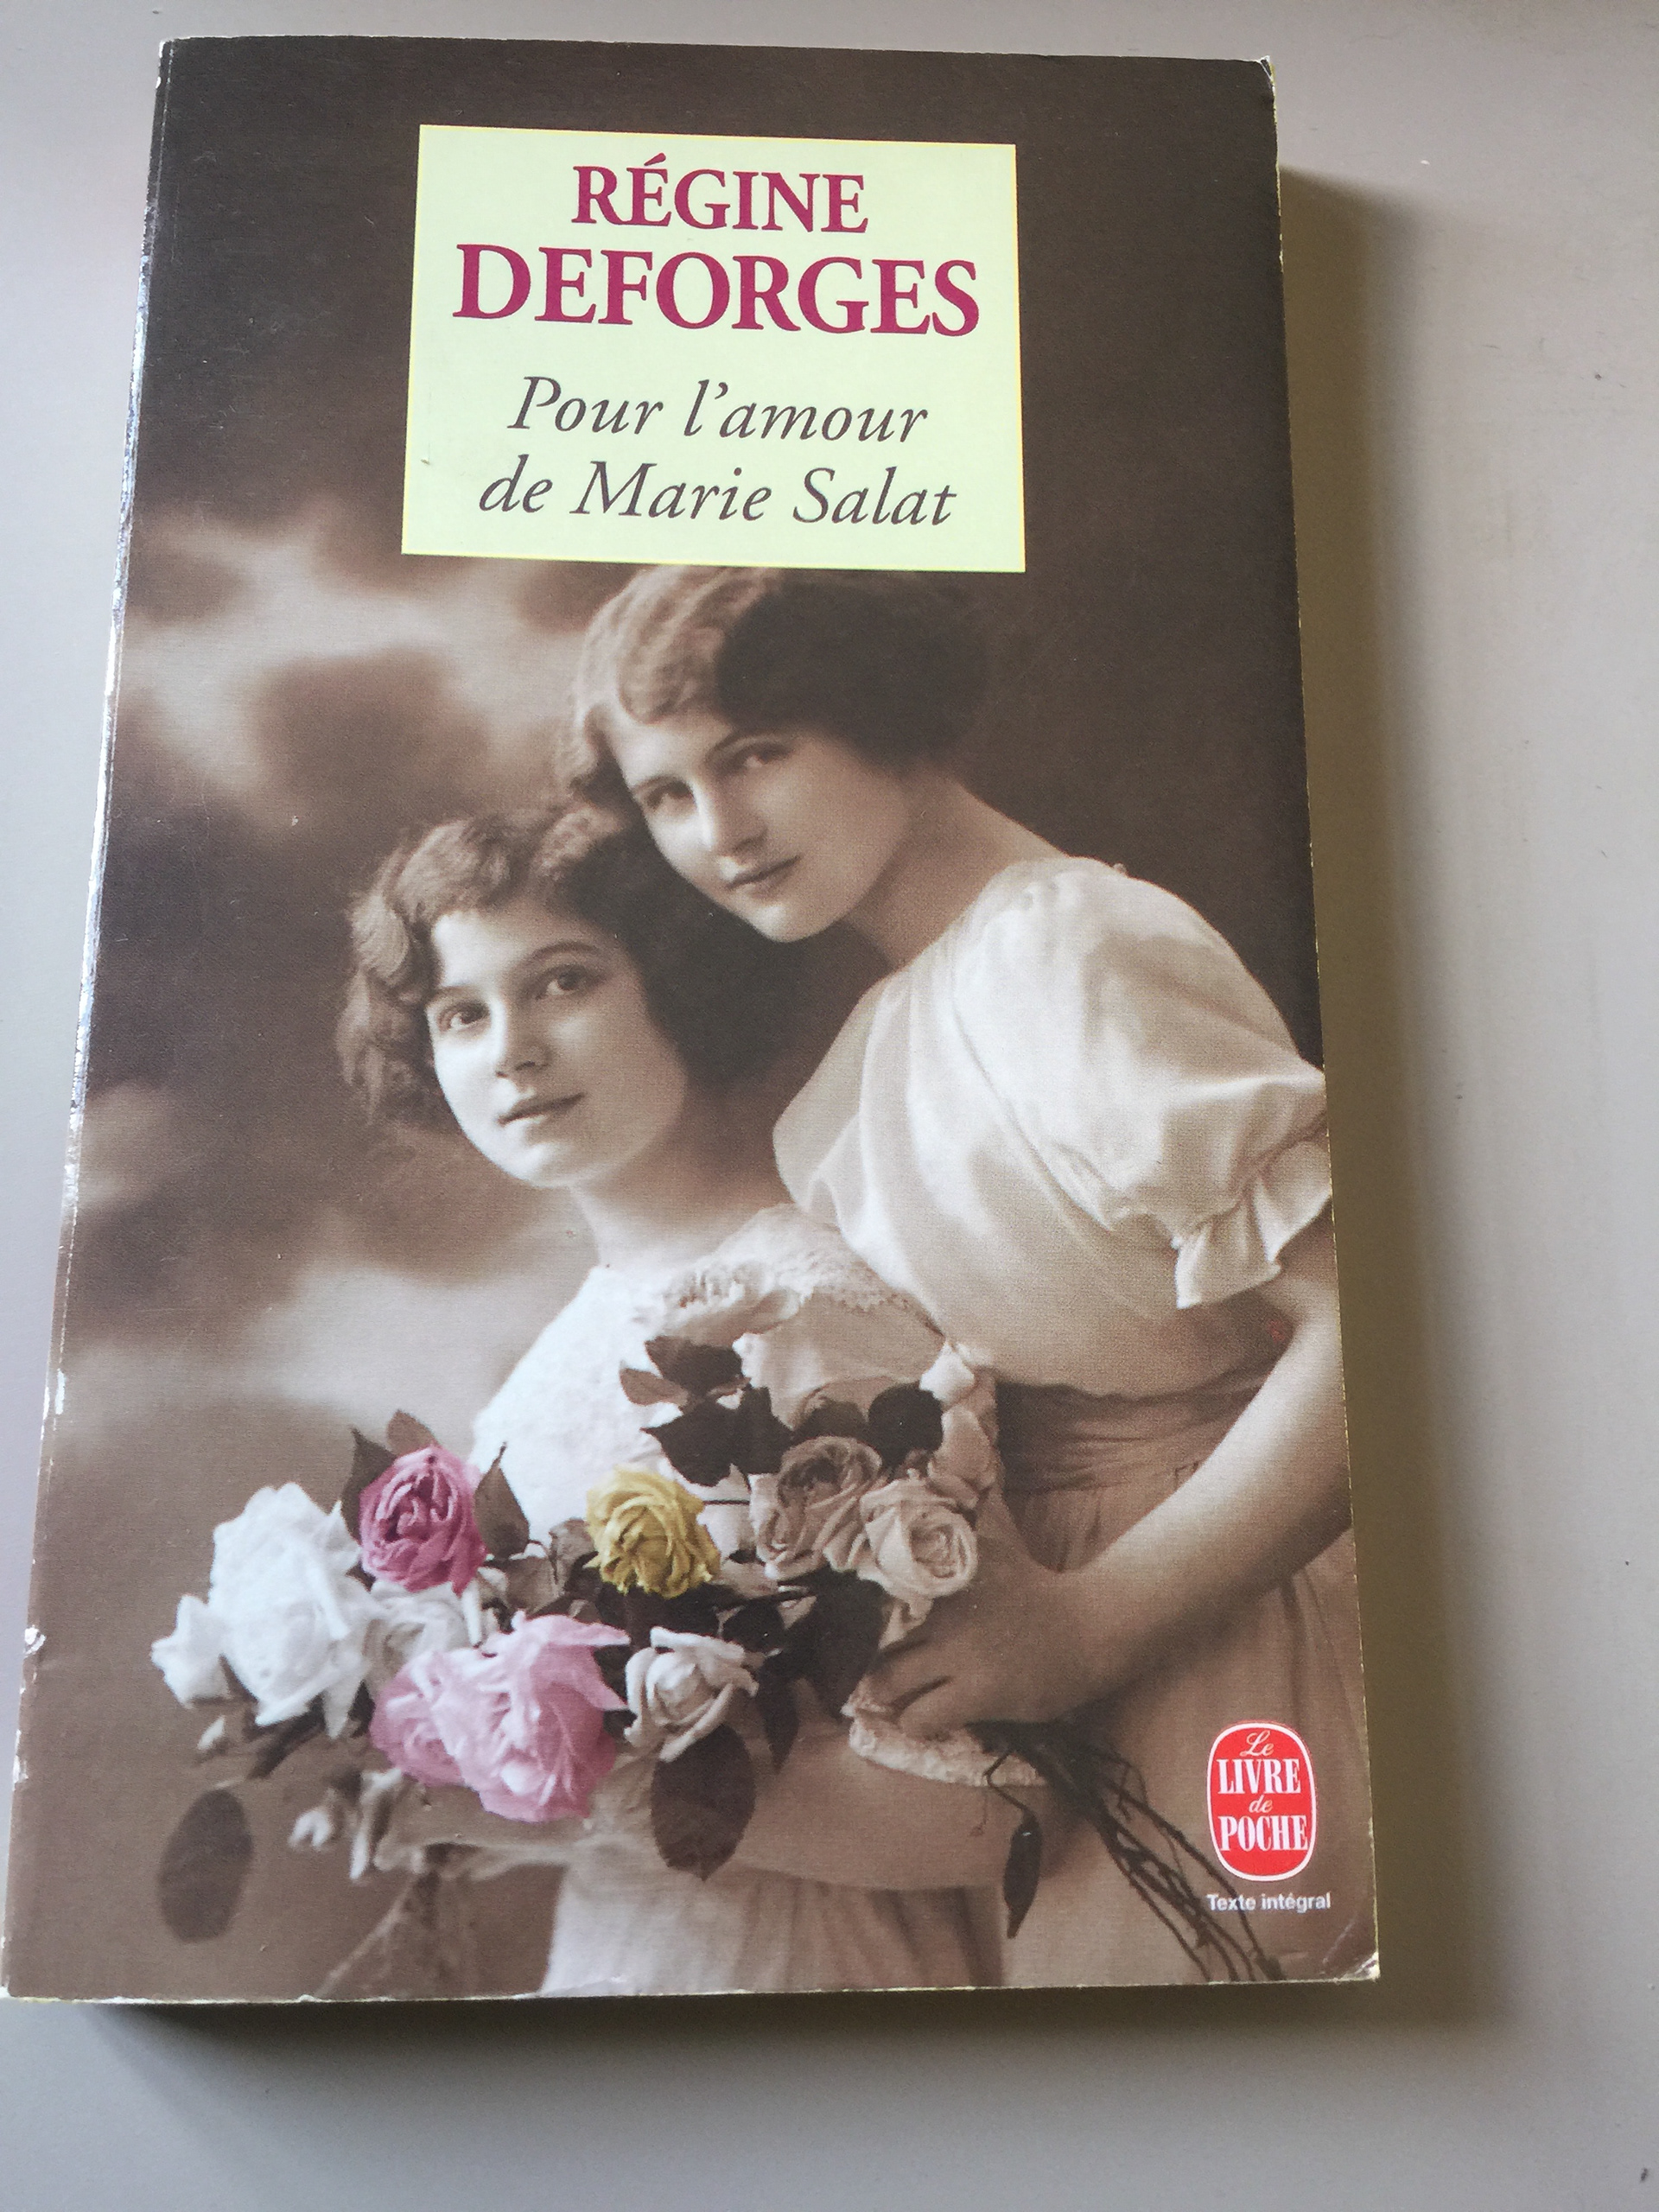 RÉGINE
DEFORGES
Pour l'amour
de Marie Salat
Le
LIVRE
de
POCHE
Texte intégral